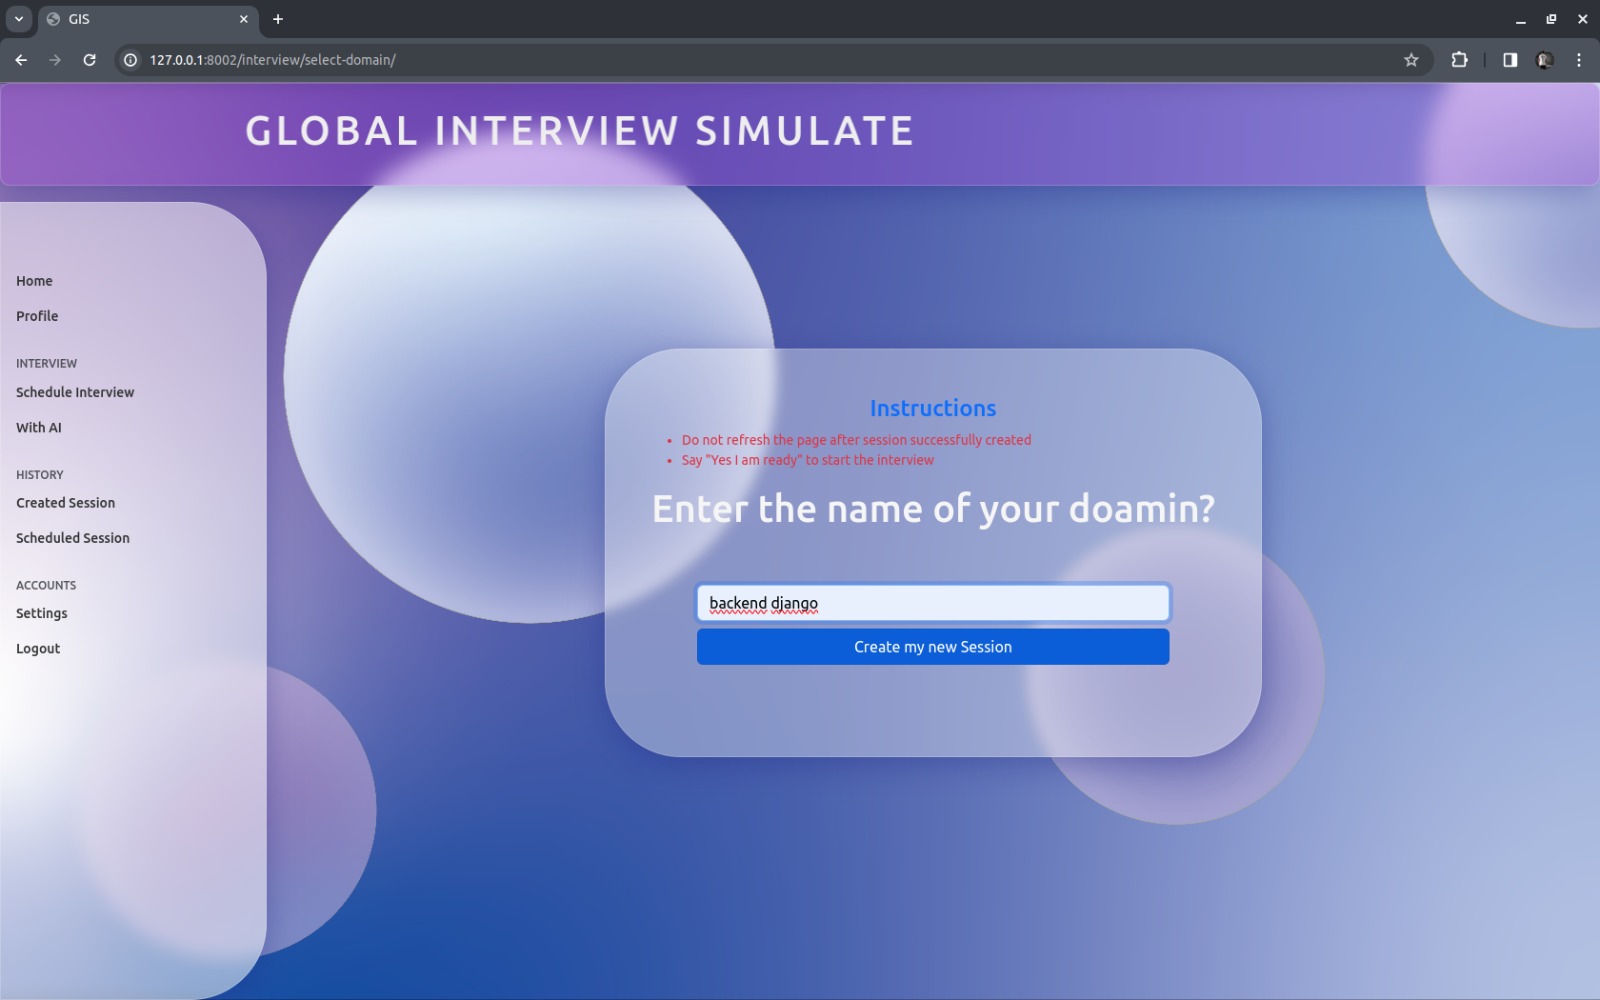 GIS
127.0.0.1:8002/interview/select-domain/
GLOBAL INTERVIEW SIMULATE
Home
Profile
INTERVIEW
Schedule Interview
With AI
HISTORY
Created Session
Scheduled Session
ACCOUNTS
Settings
Logout
Instructions
Do not refresh the page after session successfully created
Say "Yes I am ready" to start the interview
Enter the name of your doamin?
backend django
Create my new Session